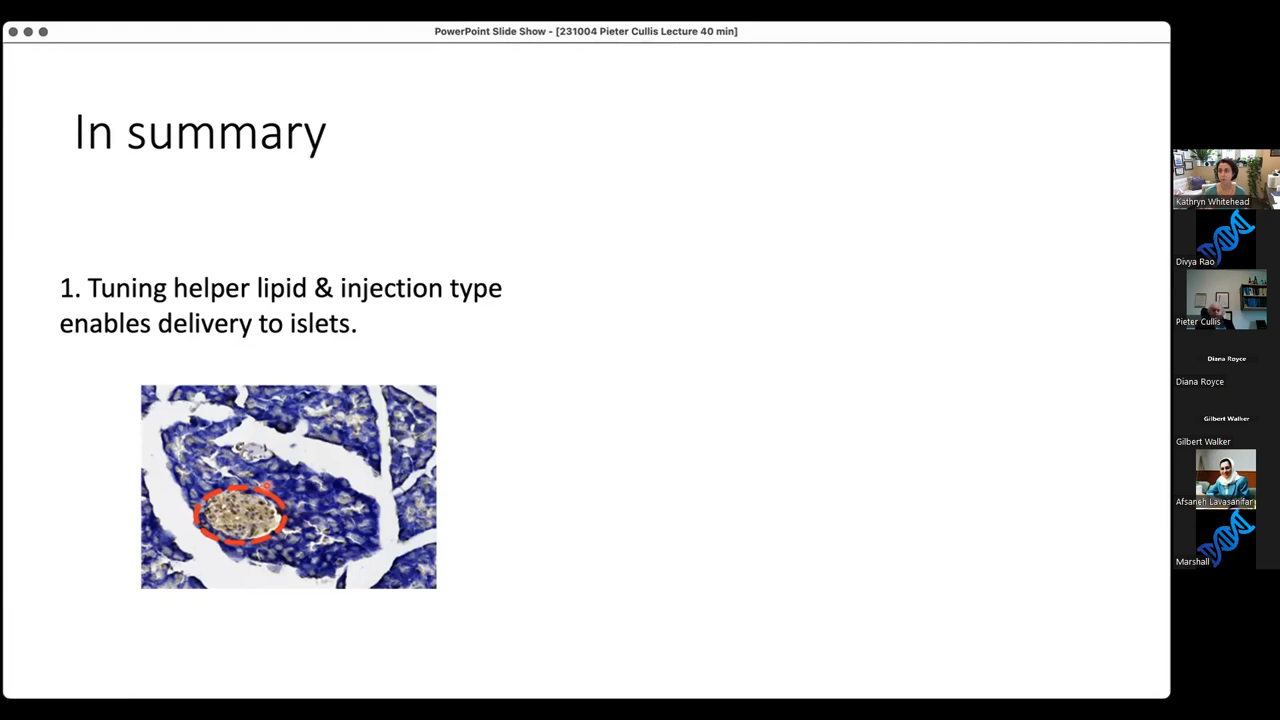 PowerPoint Slide Show - [231004 Pieter Cullis Lecture 40 min]
In summary
1. Tuning helper lipid & injection type
enables delivery to islets.
Kathryn Whitehead
Divya Rao
Pieter Cullis
Diana Royce
Diana Royce
Gilbert Walker
Gilbert Walker
Afsaneh Lavasanifar
Marshall